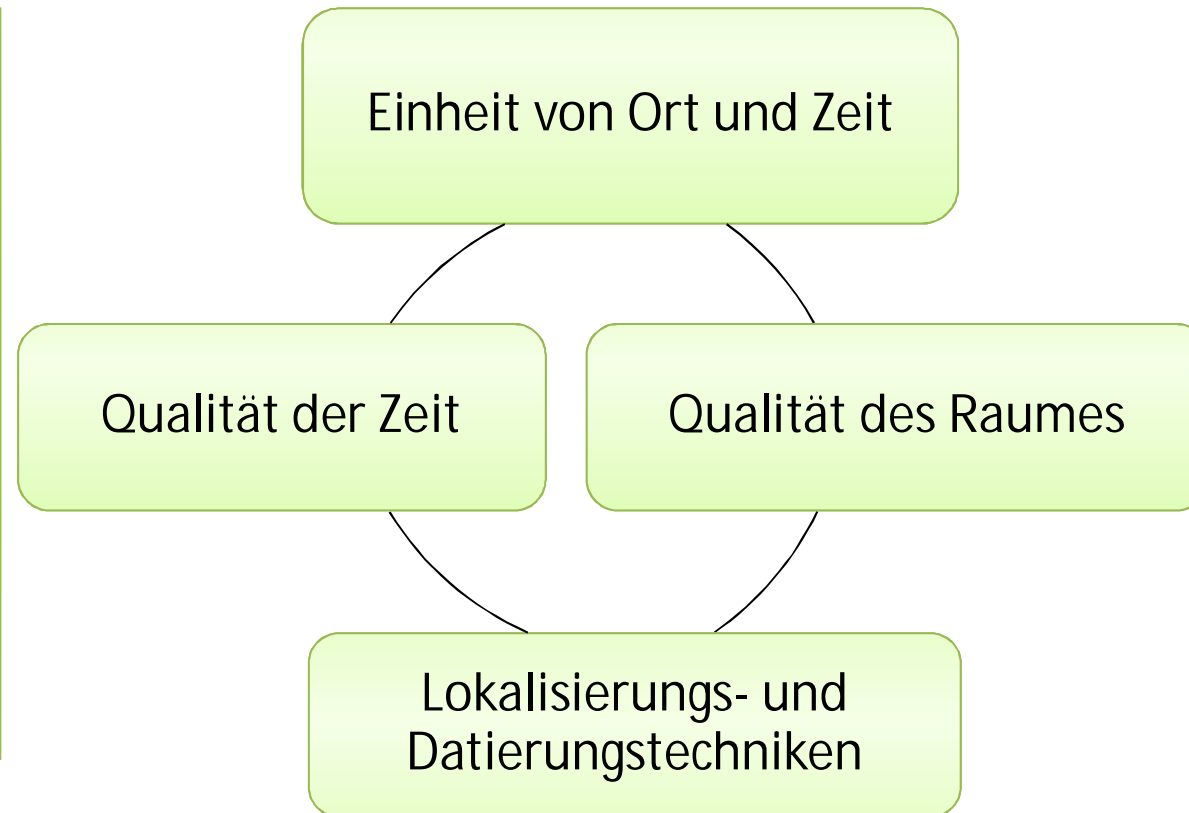 Einheit von Ort und Zeit
Qualität der Zeit
Qualität des Raumes
Lokalisierungs- und
Datierungstechniken